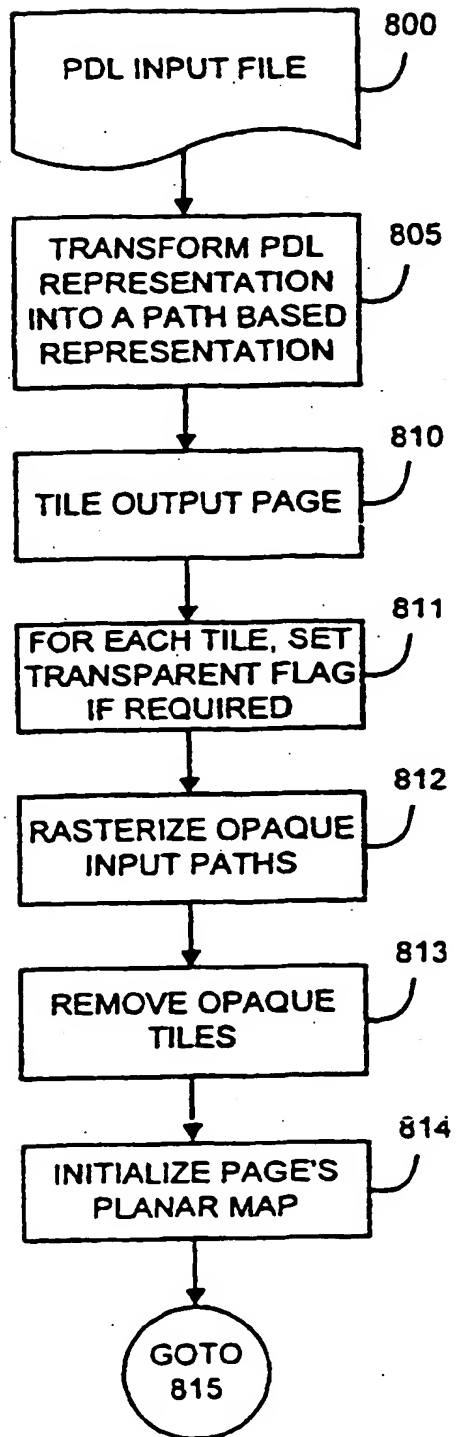 800
PDL INPUT FILE
805
TRANSFORM PDL
REPRESENTATION
INTO A PATH BASED
REPRESENTATION
810
TILE OUTPUT PAGE
811
FOR EACH TILE, SET
TRANSPARENT FLAG
IF REQUIRED
812
RASTERIZE OPAQUE
INPUT PATHS
813
REMOVE OPAQUE
TILES
814
INITIALIZE PAGE'S
PLANAR MAP
GOTO
815